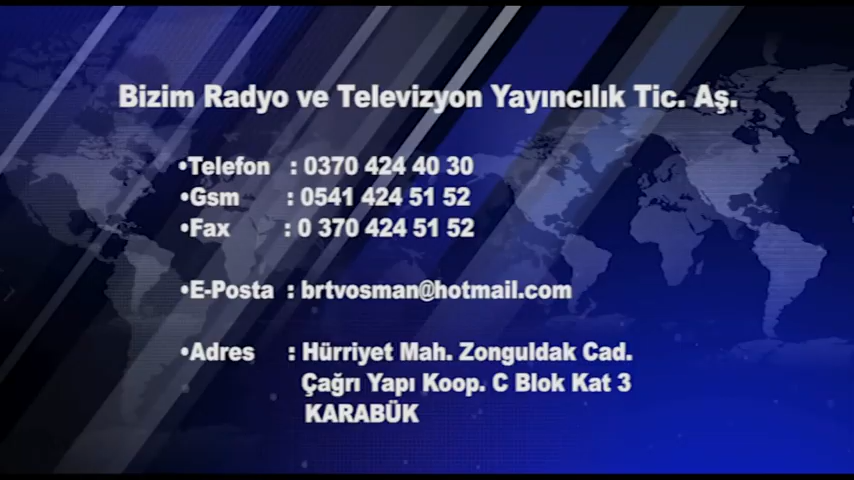 Bizim Radyo ve Televizyon Yayıncılık Tic. Aş.
•Telefon : 0370 424 40 30
•Gsm : 0541 424 51 52
•Fax : 0 370 424 51 52
•E-Posta : brtvosman@hotmail.com
•Adres : Hürriyet Mah. Zonguldak Cad.
Çağrı Yapı Koop. C Blok Kat 3
KARABÜK